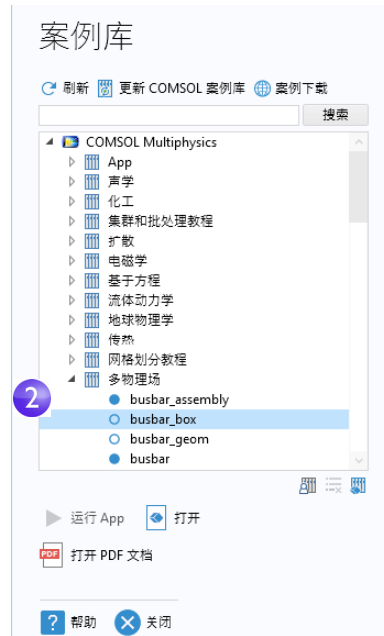 案例库
刷新 更新 COMSOL 案例库 案例下载
搜索
COMSOL Multiphysics
App
声学
化工
集群和批处理教程
扩散
电磁学
基于方程
流体动力学
地球物理学
传热
网格划分教程
多物理场
2
busbar_assembly
busbar_box
busbar_geom
busbar
运行 App 打开
PDF 打开 PDF 文档
? 帮助 关闭